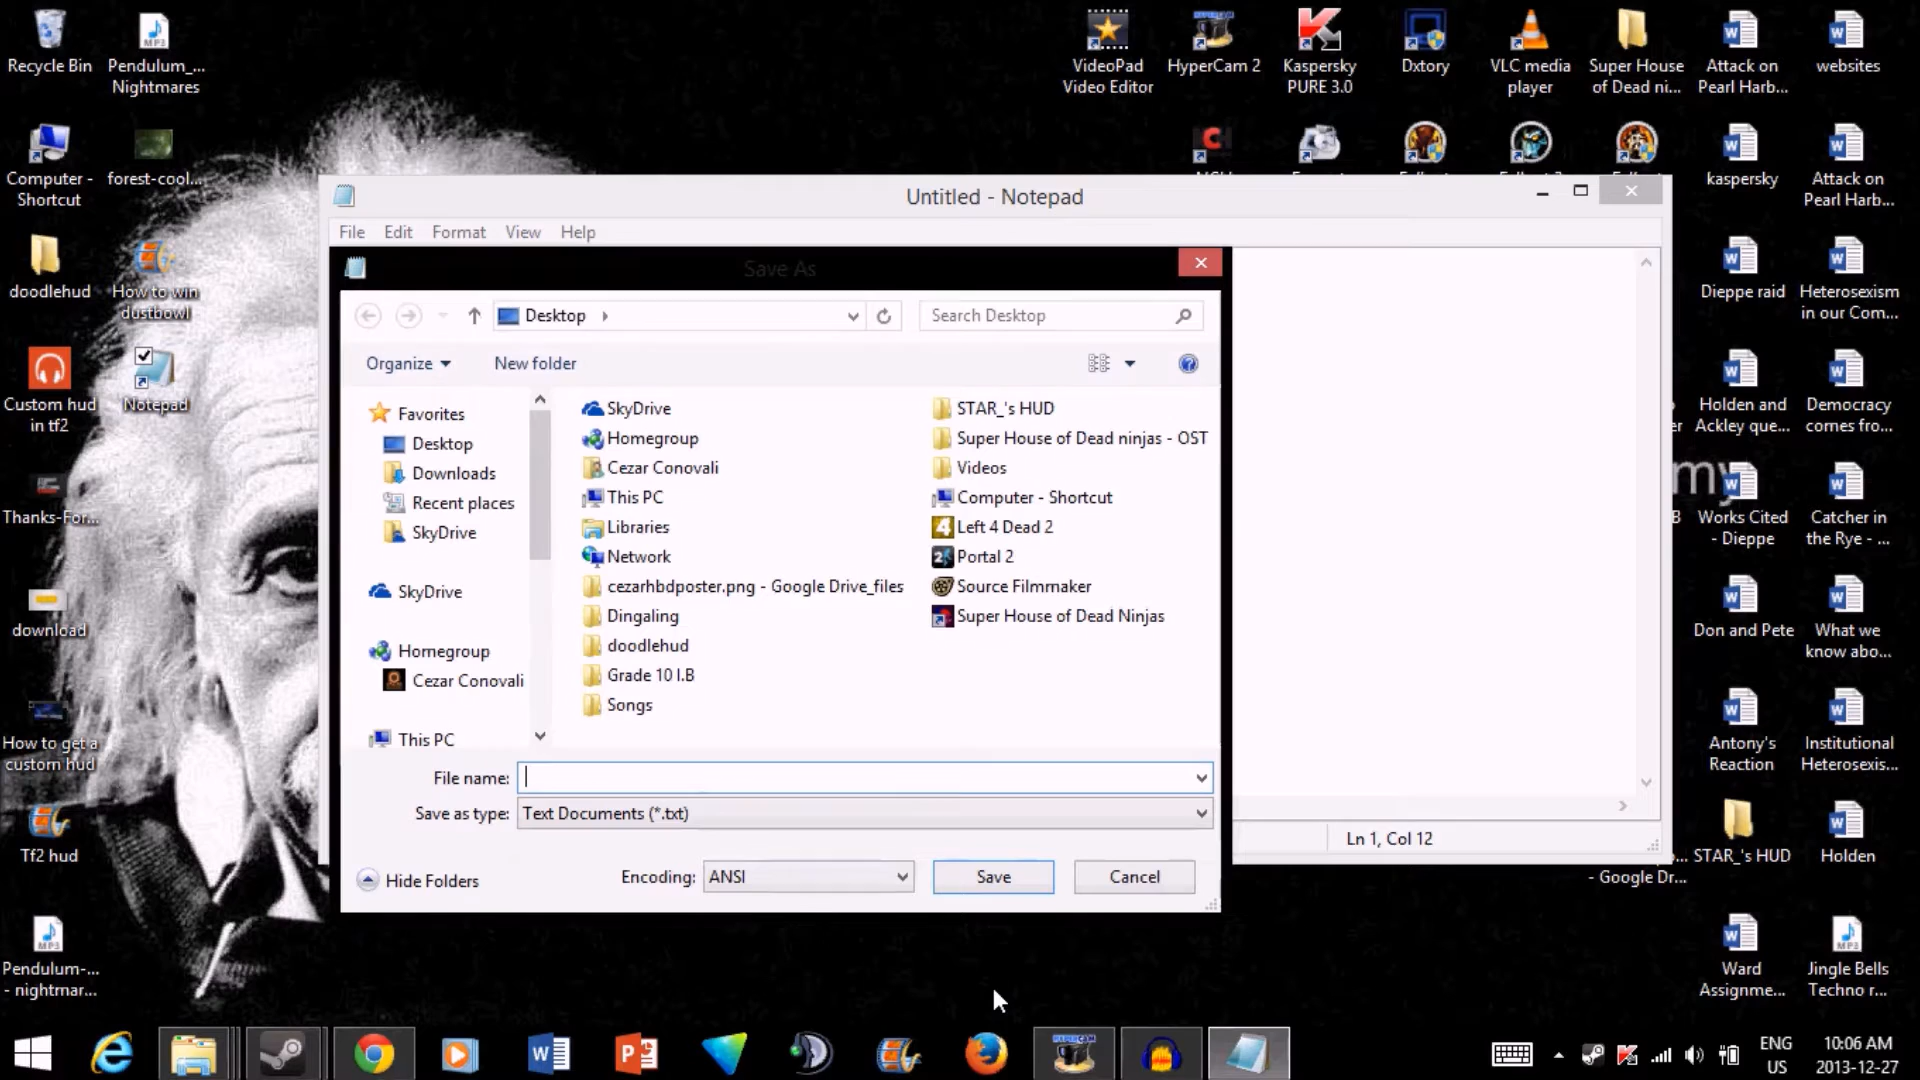 Recycle Bin
Pendulum_...
Nightmares
VideoPad
Video Editor
HyperCam 2
Kaspersky
PURE 3.0
Dxtory
VLC media
player
Super House
of Dead ni...
Attack on
Pearl Harb...
websites
Computer -
Shortcut
forest-cool...
kaspersky
Attack on
Pearl Harb...
Untitled - Notepad
File Edit Format View Help
doodlehud
How to win
dustbowl
Dieppe raid
Heterosexism
in our Com...
Save As
Desktop
Search Desktop
Organize
New folder
Custom hud
in tf2
Notepad
Holden and
Ackley que...
Democracy
comes fro...
Favorites
Desktop
Downloads
Recent places
SkyDrive
SkyDrive
Homegroup
Cezar Conovali
This PC
SkyDrive
Homegroup
Cezar Conovali
This PC
Libraries
Network
cezarhbdposter.png - Google Drive_files
Dingaling
doodlehud
Grade 10 I.B
Songs
STAR_'s HUD
Super House of Dead ninjas - OST
Videos
Computer - Shortcut
Left 4 Dead 2
Portal 2
Source Filmmaker
Super House of Dead Ninjas
Thanks-For...
my
Works Cited
- Dieppe
Catcher in
the Rye - ...
download
Don and Pete
What we
know abo...
How to get a
custom hud
Antony's
Reaction
Institutional
Heterosexis...
File name:
Save as type: Text Documents (*.txt)
Hide Folders
Encoding: ANSI
Save
Cancel
Ln 1, Col 12
Tf2 hud
- Google Dr...
STAR_'s HUD
Holden
Pendulum-...
- nightmar...
Ward
Assignme...
Jingle Bells
Techno r...
ENG
US
10:06 AM
2013-12-27